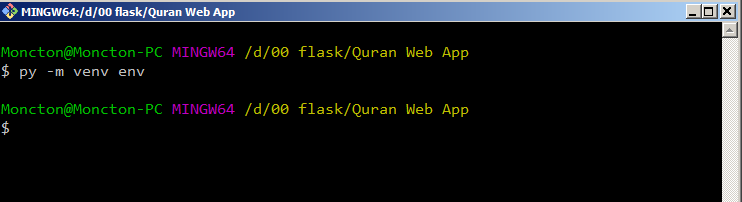 MINGW64:/d/00 flask/Quran Web App
Moncton@Moncton-PC MINGW64 /d/00 flask/Quran Web App
$ py -m venv env
Moncton@Moncton-PC MINGW64 /d/00 flask/Quran Web App
$